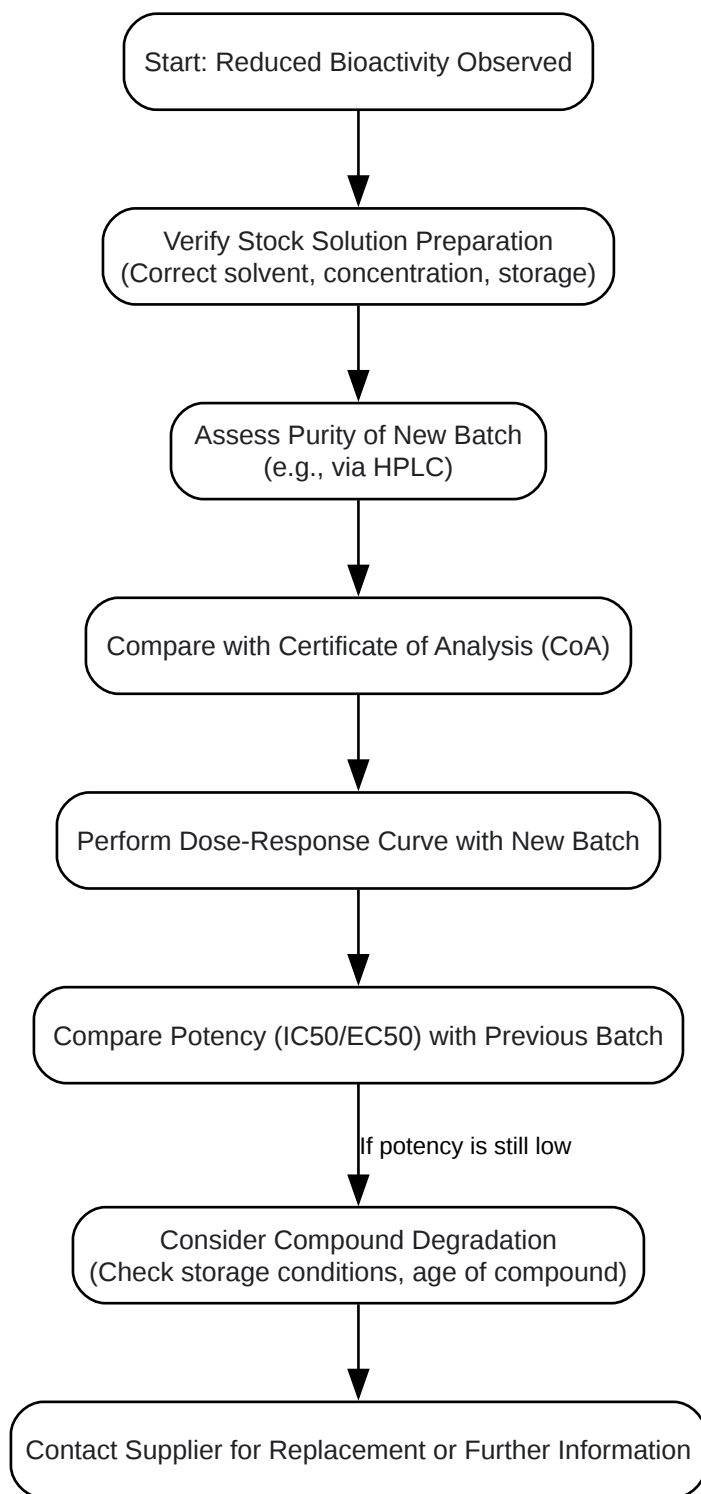 Start: Reduced Bioactivity Observed
Verify Stock Solution Preparation
(Correct solvent, concentration, storage)
Assess Purity of New Batch
(e.g., via HPLC)
Compare with Certificate of Analysis (CoA)
Perform Dose-Response Curve with New Batch
Compare Potency (IC50/EC50) with Previous Batch
If potency is still low
Consider Compound Degradation
(Check storage conditions, age of compound)
Contact Supplier for Replacement or Further Information